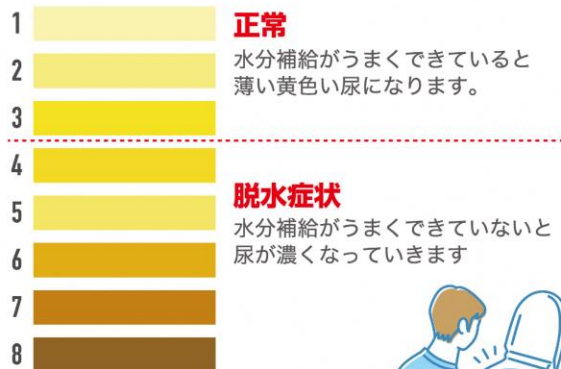 1
正常
水分補給がうまくできていると
2
薄い黄色い尿になります。
3
4
脱水症状
5
水分補給がうまくできていないと
6
尿が濃くなっていきます
7
8